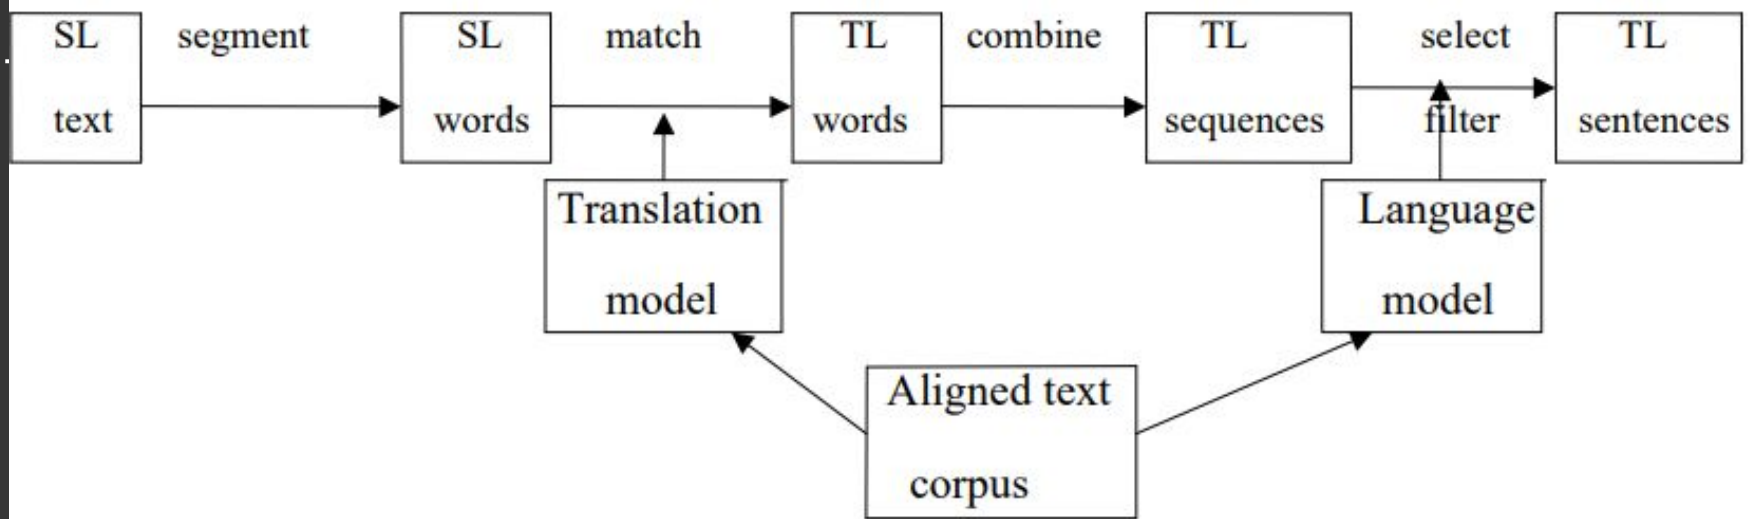 SL
text
segment
SL
words
match
TL
words
combine
TL
sequences
select
filter
TL
sentences
Translation
model
Language
model
Aligned text
corpus